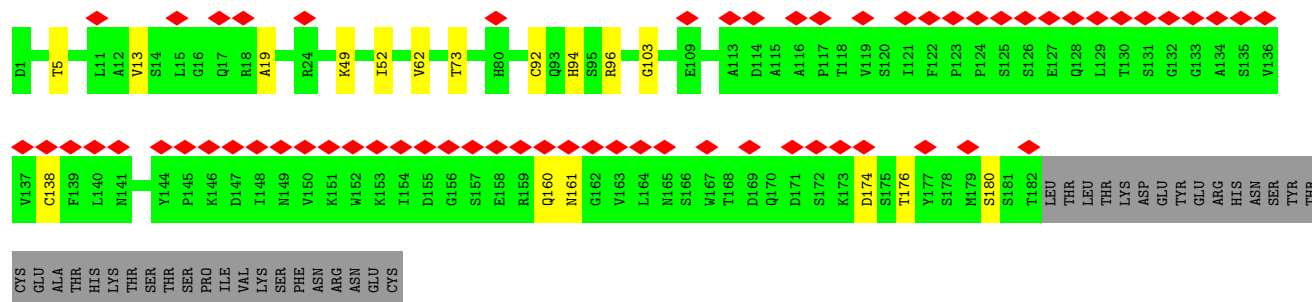 D1 T5 L11 A12 V13 S14 L15 G16 Q17 R18 A19 R24 K49 I52 V62 T73 H80 C92 Q93 H94 S95 R96 G103 E109 A113 D114 A115 A116 P117 T118 V119 S120 I121 F122 P123 P124 S125 S126 E127 Q128 L129 T130 S131 G132 G133 A134 S135 V136
V137 C138 F139 L140 N141 Y144 P145 K146 D147 I148 N149 V150 K151 W152 K153 I154 D155 G156 S157 E158 R159 Q160 N161 G162 V163 L164 N165 S166 W167 T168 D169 Q170 D171 S172 K173 D174 S175 T176 Y177 S178 M179 S180 S181 T182 LEU THR LEU THR LYS ASP GLU TYR GLU ARG HIS ASN SER TYR THR
CYS GLU ALA THR HIS LYS THR SER THR SER PRO ILE VAL LYS SER PHE ASN ARG ASN GLU CYS